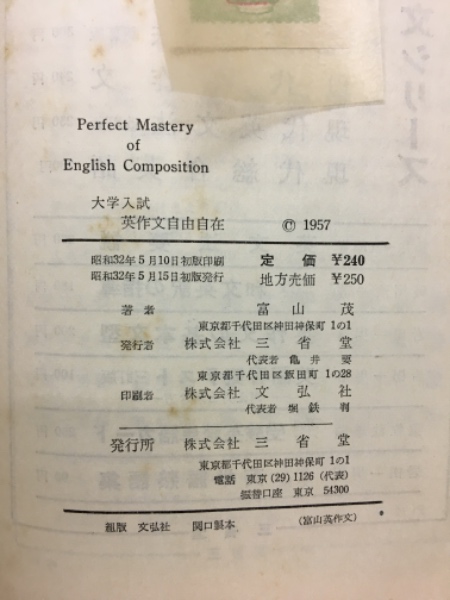 Perfect Mastery
of
English Composition
大学入試
英作文自由自在 © 1957
昭和32年5月10日初版印刷 定価 ¥240
昭和32年5月15日初版発行 地方売価 ¥250
著者 富山茂
東京都千代田区神田神保町1の1
発行者 株式会社 三省堂
代表者 亀井要
東京都千代田区飯田町1の28
印刷者 株式会社 文弘社
代表者 堀鉄判
発行所 株式会社 三省堂
東京都千代田区神田神保町1の1
電話 東京(29)1126(代表)
振替口座 東京 54300
組版 文弘社 関口製本 (富山英作文)
文シリーズ